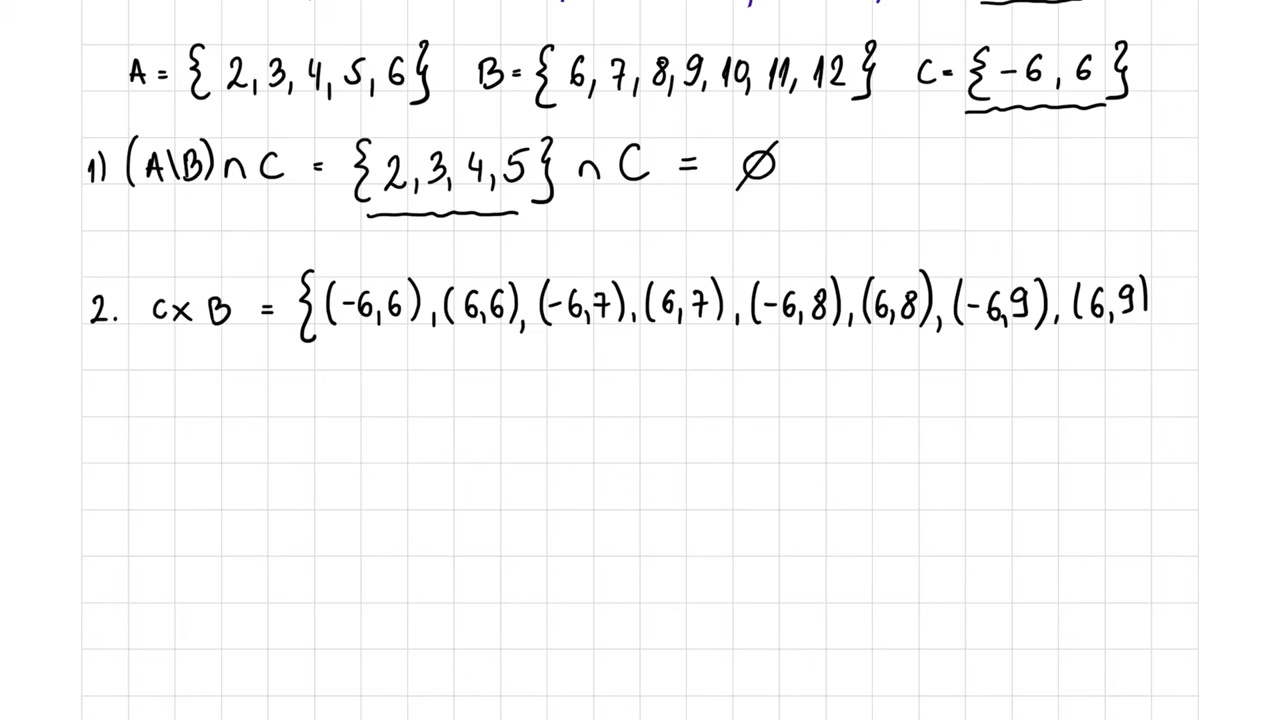 A = { 2, 3, 4, 5, 6 } B = { 6, 7, 8, 9, 10, 11, 12 } C = { -6, 6 }
1) (A\B) ∩ C = { 2, 3, 4, 5 } ∩ C = ∅
2. C × B = { (-6,6), (6,6), (-6,7), (6,7), (-6,8), (6,8), (-6,9), (6,9)